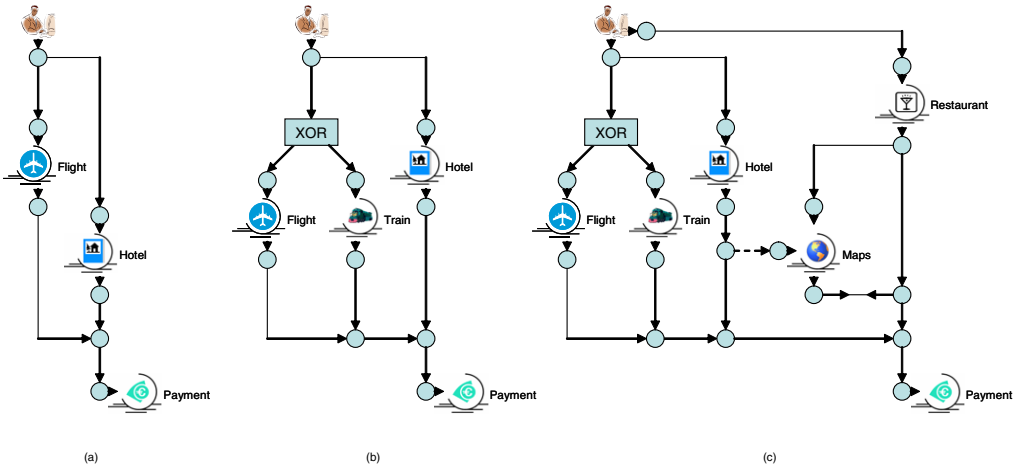 Flight
Hotel
Payment
(a)
XOR
Hotel
Flight
Train
Payment
(b)
Restaurant
XOR
Hotel
Flight
Train
Maps
Payment
(c)